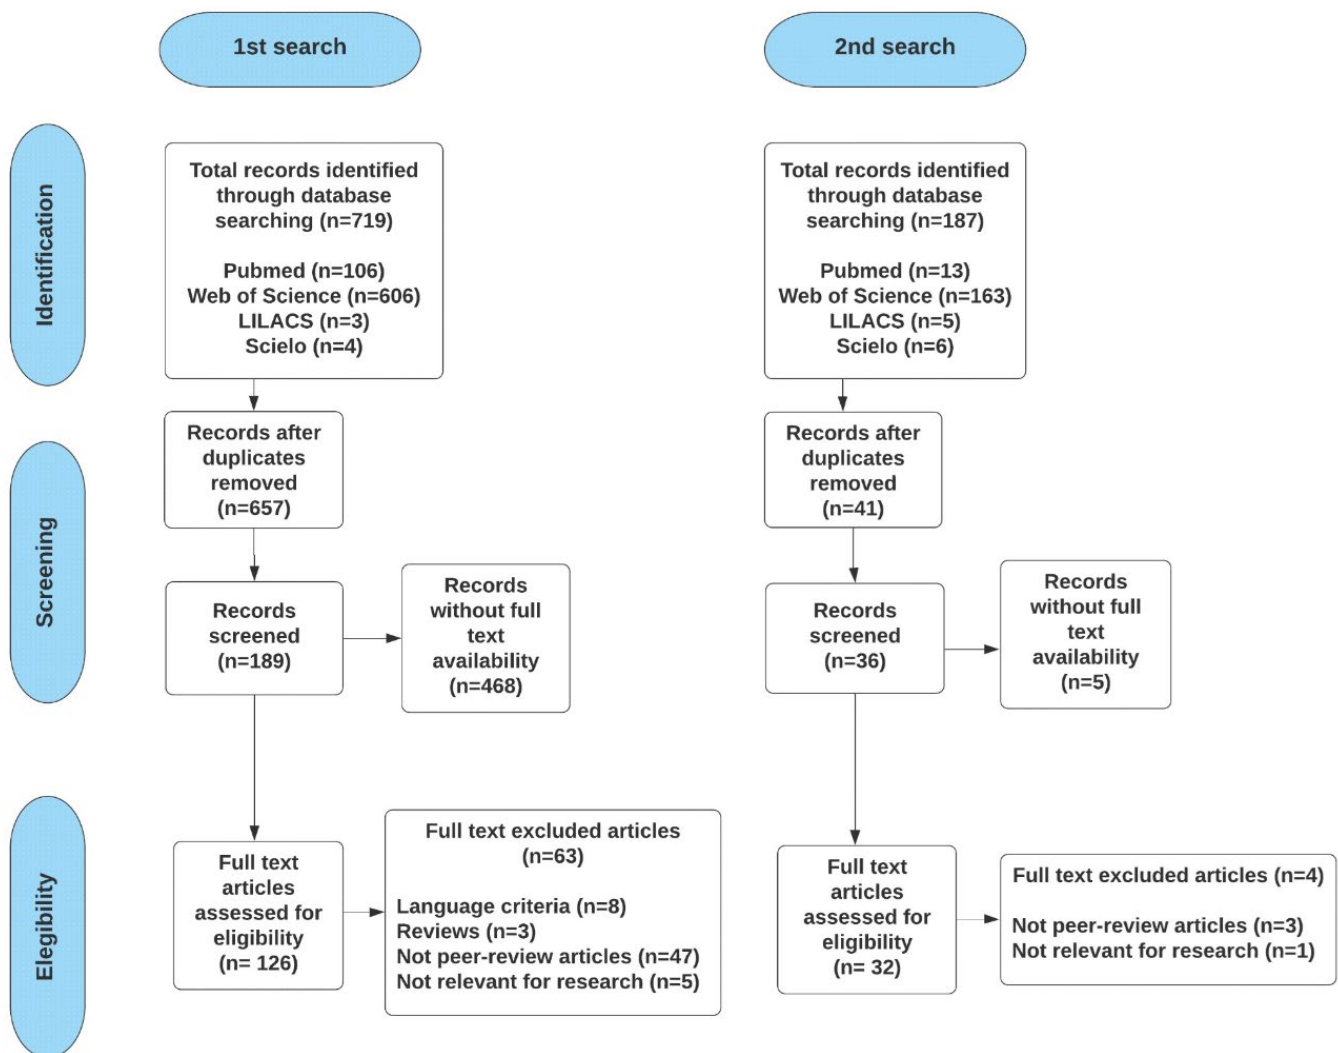 1st search
2nd search
Identification
Total records identified
through database
searching (n=719)
Pubmed (n=106)
Web of Science (n=606)
LILACS (n=3)
Scielo (n=4)
Total records identified
through database
searching (n=187)
Pubmed (n=13)
Web of Science (n=163)
LILACS (n=5)
Scielo (n=6)
Screening
Records after
duplicates
removed
(n=657)
Records after
duplicates
removed
(n=41)
Records
screened
(n=189)
Records
without full
text
availability
(n=468)
Records
screened
(n=36)
Records
without full
text
availability
(n=5)
Elegibility
Full text
articles
assessed for
eligibility
(n= 126)
Full text excluded articles
(n=63)
Language criteria (n=8)
Reviews (n=3)
Not peer-review articles (n=47)
Not relevant for research (n=5)
Full text
articles
assessed for
eligibility
(n= 32)
Full text excluded articles (n=4)
Not peer-review articles (n=3)
Not relevant for research (n=1)